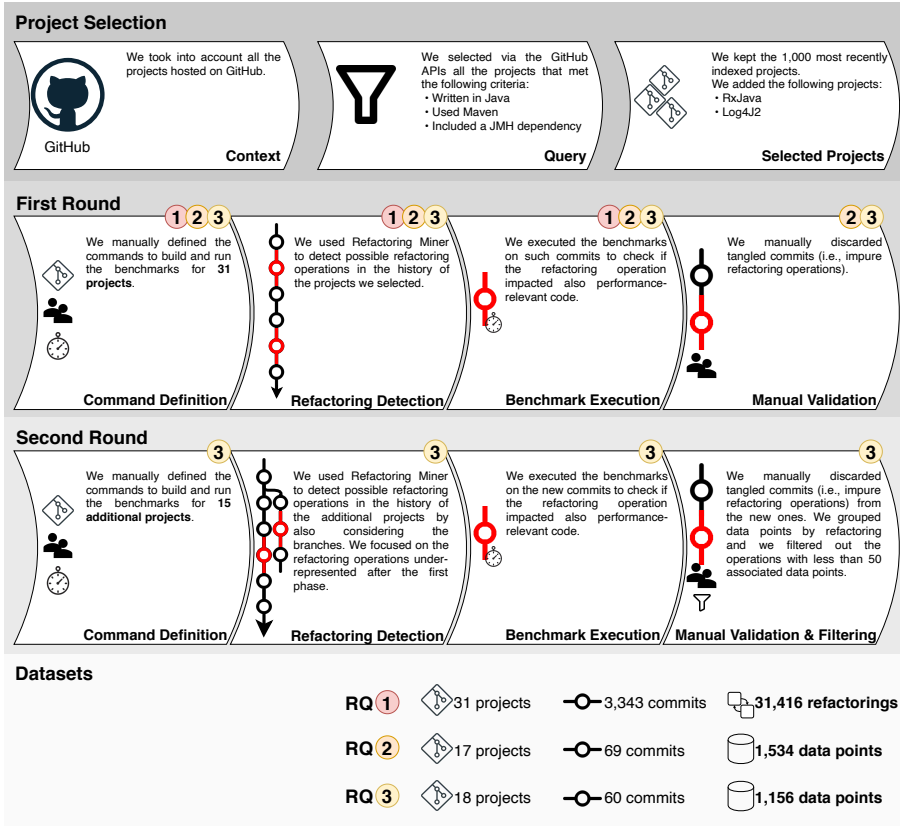 Project Selection
We took into account all the
projects hosted on GitHub.
GitHub
Context
We selected via the GitHub
APIs all the projects that met
the following criteria:
• Written in Java
• Used Maven
• Included a JMH dependency
Query
We kept the 1,000 most recently
indexed projects.
We added the following projects:
• RxJava
• Log4J2
Selected Projects
First Round
1 2 3
We manually defined the
commands to build and run
the benchmarks for 31
projects.
Command Definition
1 2 3
We used Refactoring Miner
to detect possible refactoring
operations in the history of
the projects we selected.
Refactoring Detection
1 2 3
We executed the benchmarks
on such commits to check if
the refactoring operation
impacted also performance-
relevant code.
Benchmark Execution
2 3
We manually discarded
tangled commits (i.e., impure
refactoring operations).
Manual Validation
Second Round
3
We manually defined the
commands to build and run
the benchmarks for 15
additional projects.
Command Definition
3
We used Refactoring Miner
to detect possible refactoring
operations in the history of
the additional projects by
also considering the
branches. We focused on the
refactoring operations under-
represented after the first
phase.
Refactoring Detection
3
We executed the benchmarks
on the new commits to check if
the refactoring operation
impacted also performance-
relevant code.
Benchmark Execution
3
We manually discarded
tangled commits (i.e., impure
refactoring operations) from
the new ones. We grouped
data points by refactoring
and we filtered out the
operations with less than 50
associated data points.
Manual Validation & Filtering
Datasets
RQ 1 31 projects 3,343 commits 31,416 refactorings
RQ 2 17 projects 69 commits 1,534 data points
RQ 3 18 projects 60 commits 1,156 data points